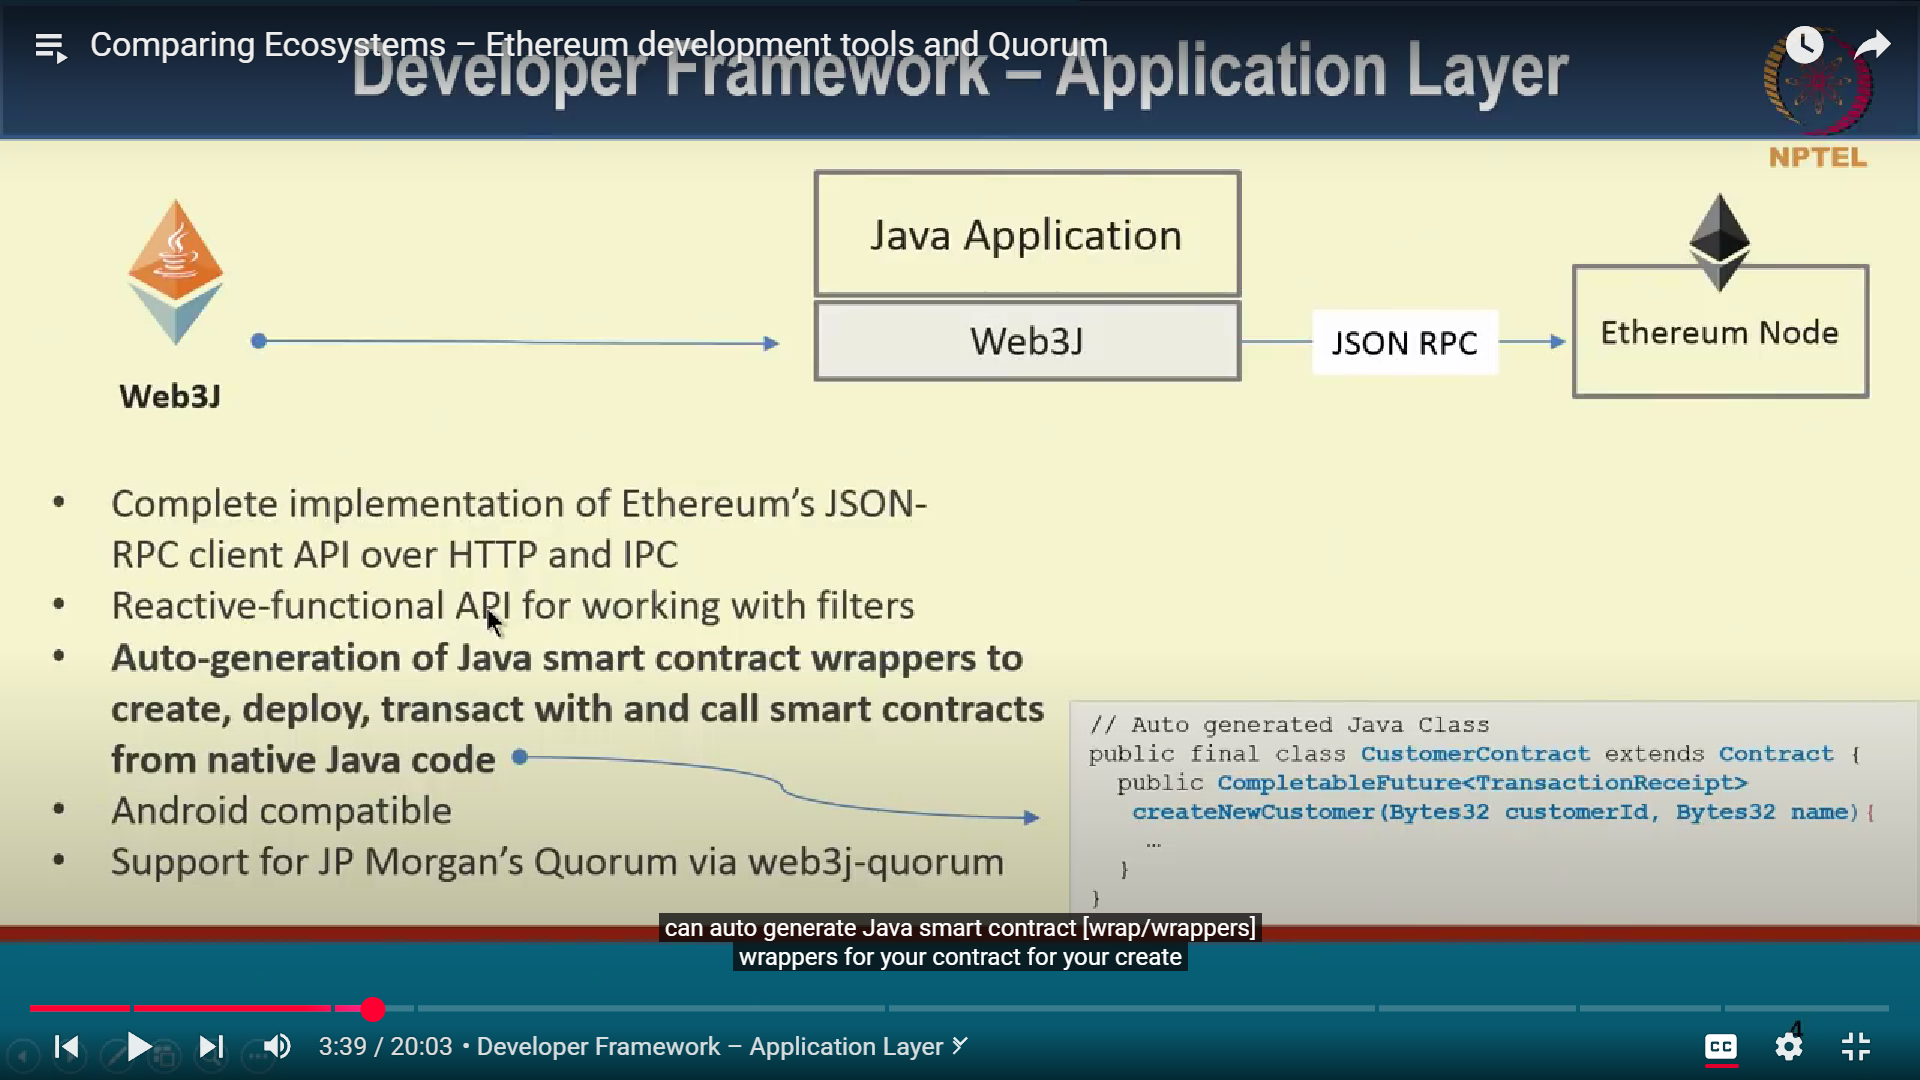 Comparing Ecosystems – Ethereum development tools and Quorum
Developer Framework – Application Layer
NPTEL
Java Application
Web3J
JSON RPC
Ethereum Node
Web3J
• Complete implementation of Ethereum’s JSON-
RPC client API over HTTP and IPC
• Reactive-functional API for working with filters
• Auto-generation of Java smart contract wrappers to
create, deploy, transact with and call smart contracts
from native Java code
• Android compatible
• Support for JP Morgan’s Quorum via web3j-quorum
// Auto generated Java Class
public final class CustomerContract extends Contract {
public CompletableFuture<TransactionReceipt>
createNewCustomer(Bytes32 customerId, Bytes32 name){
…
}
}
can auto generate Java smart contract [wrap/wrappers]
wrappers for your contract for your create
3:39 / 20:03 • Developer Framework – Application Layer
CC
4